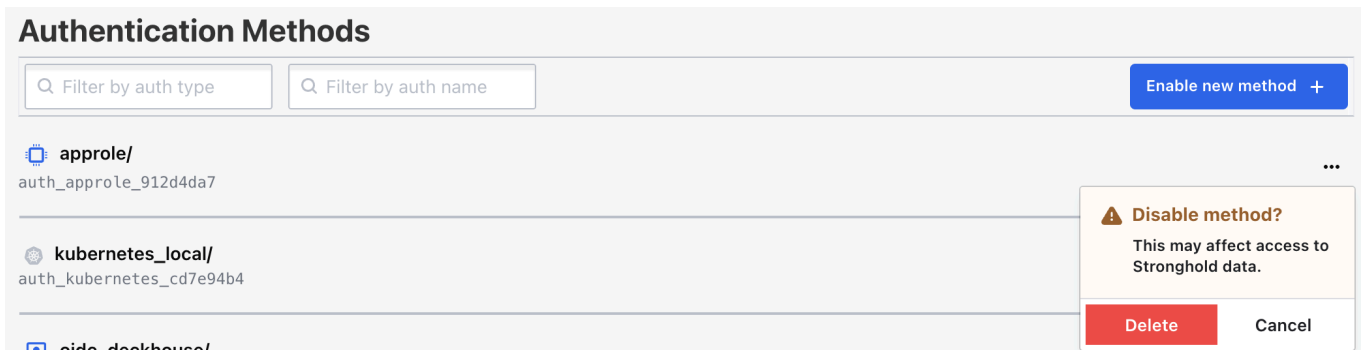 Authentication Methods
Filter by auth type
Filter by auth name
Enable new method +
approle/
auth_approle_912d4da7
Disable method?
This may affect access to
Stronghold data.
Delete
Cancel
kubernetes_local/
auth_kubernetes_cd7e94b4